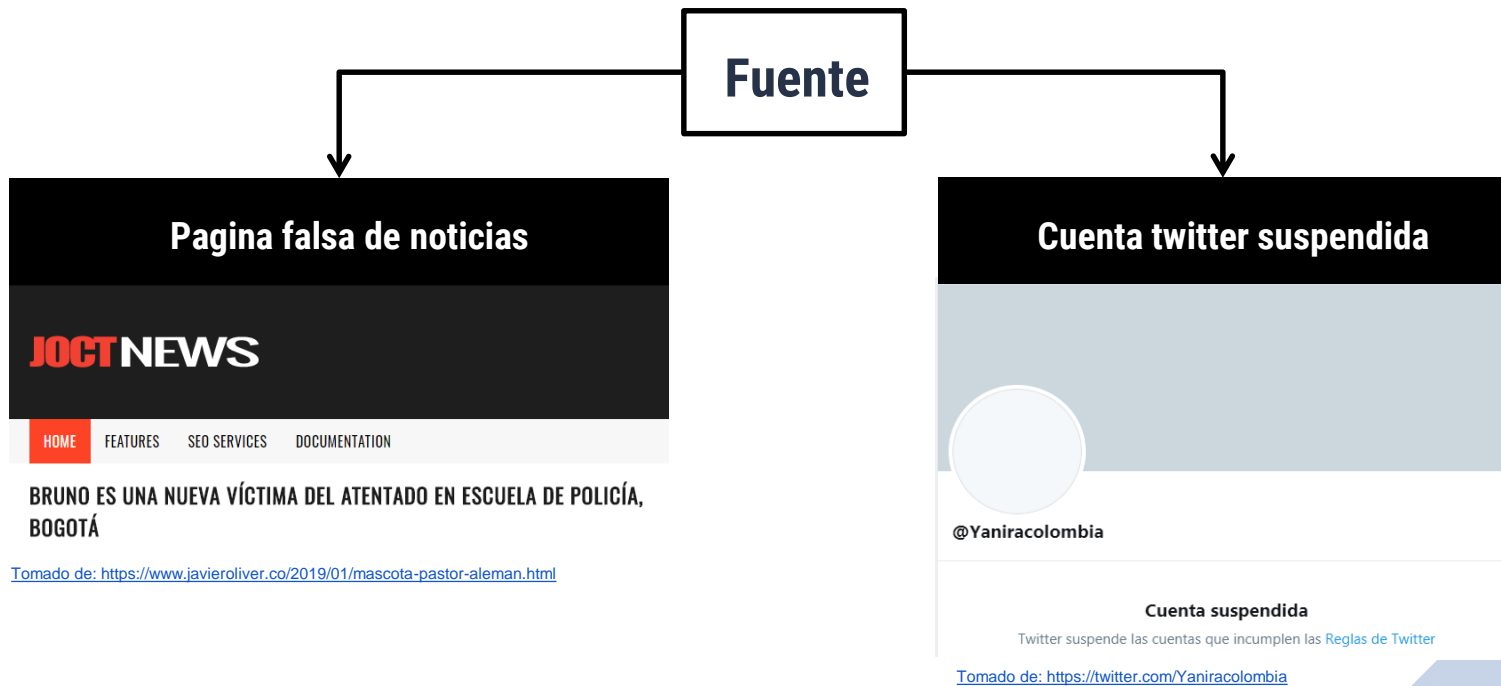 Fuente
Pagina falsa de noticias
JOCTNEWS
HOME FEATURES SEO SERVICES DOCUMENTATION
BRUNO ES UNA NUEVA VÍCTIMA DEL ATENTADO EN ESCUELA DE POLICÍA,
BOGOTÁ
Tomado de: https://www.javieroliver.co/2019/01/mascota-pastor-aleman.html
Cuenta twitter suspendida
@Yaniracolombia
Cuenta suspendida
Twitter suspende las cuentas que incumplen las Reglas de Twitter
Tomado de: https://twitter.com/Yaniracolombia